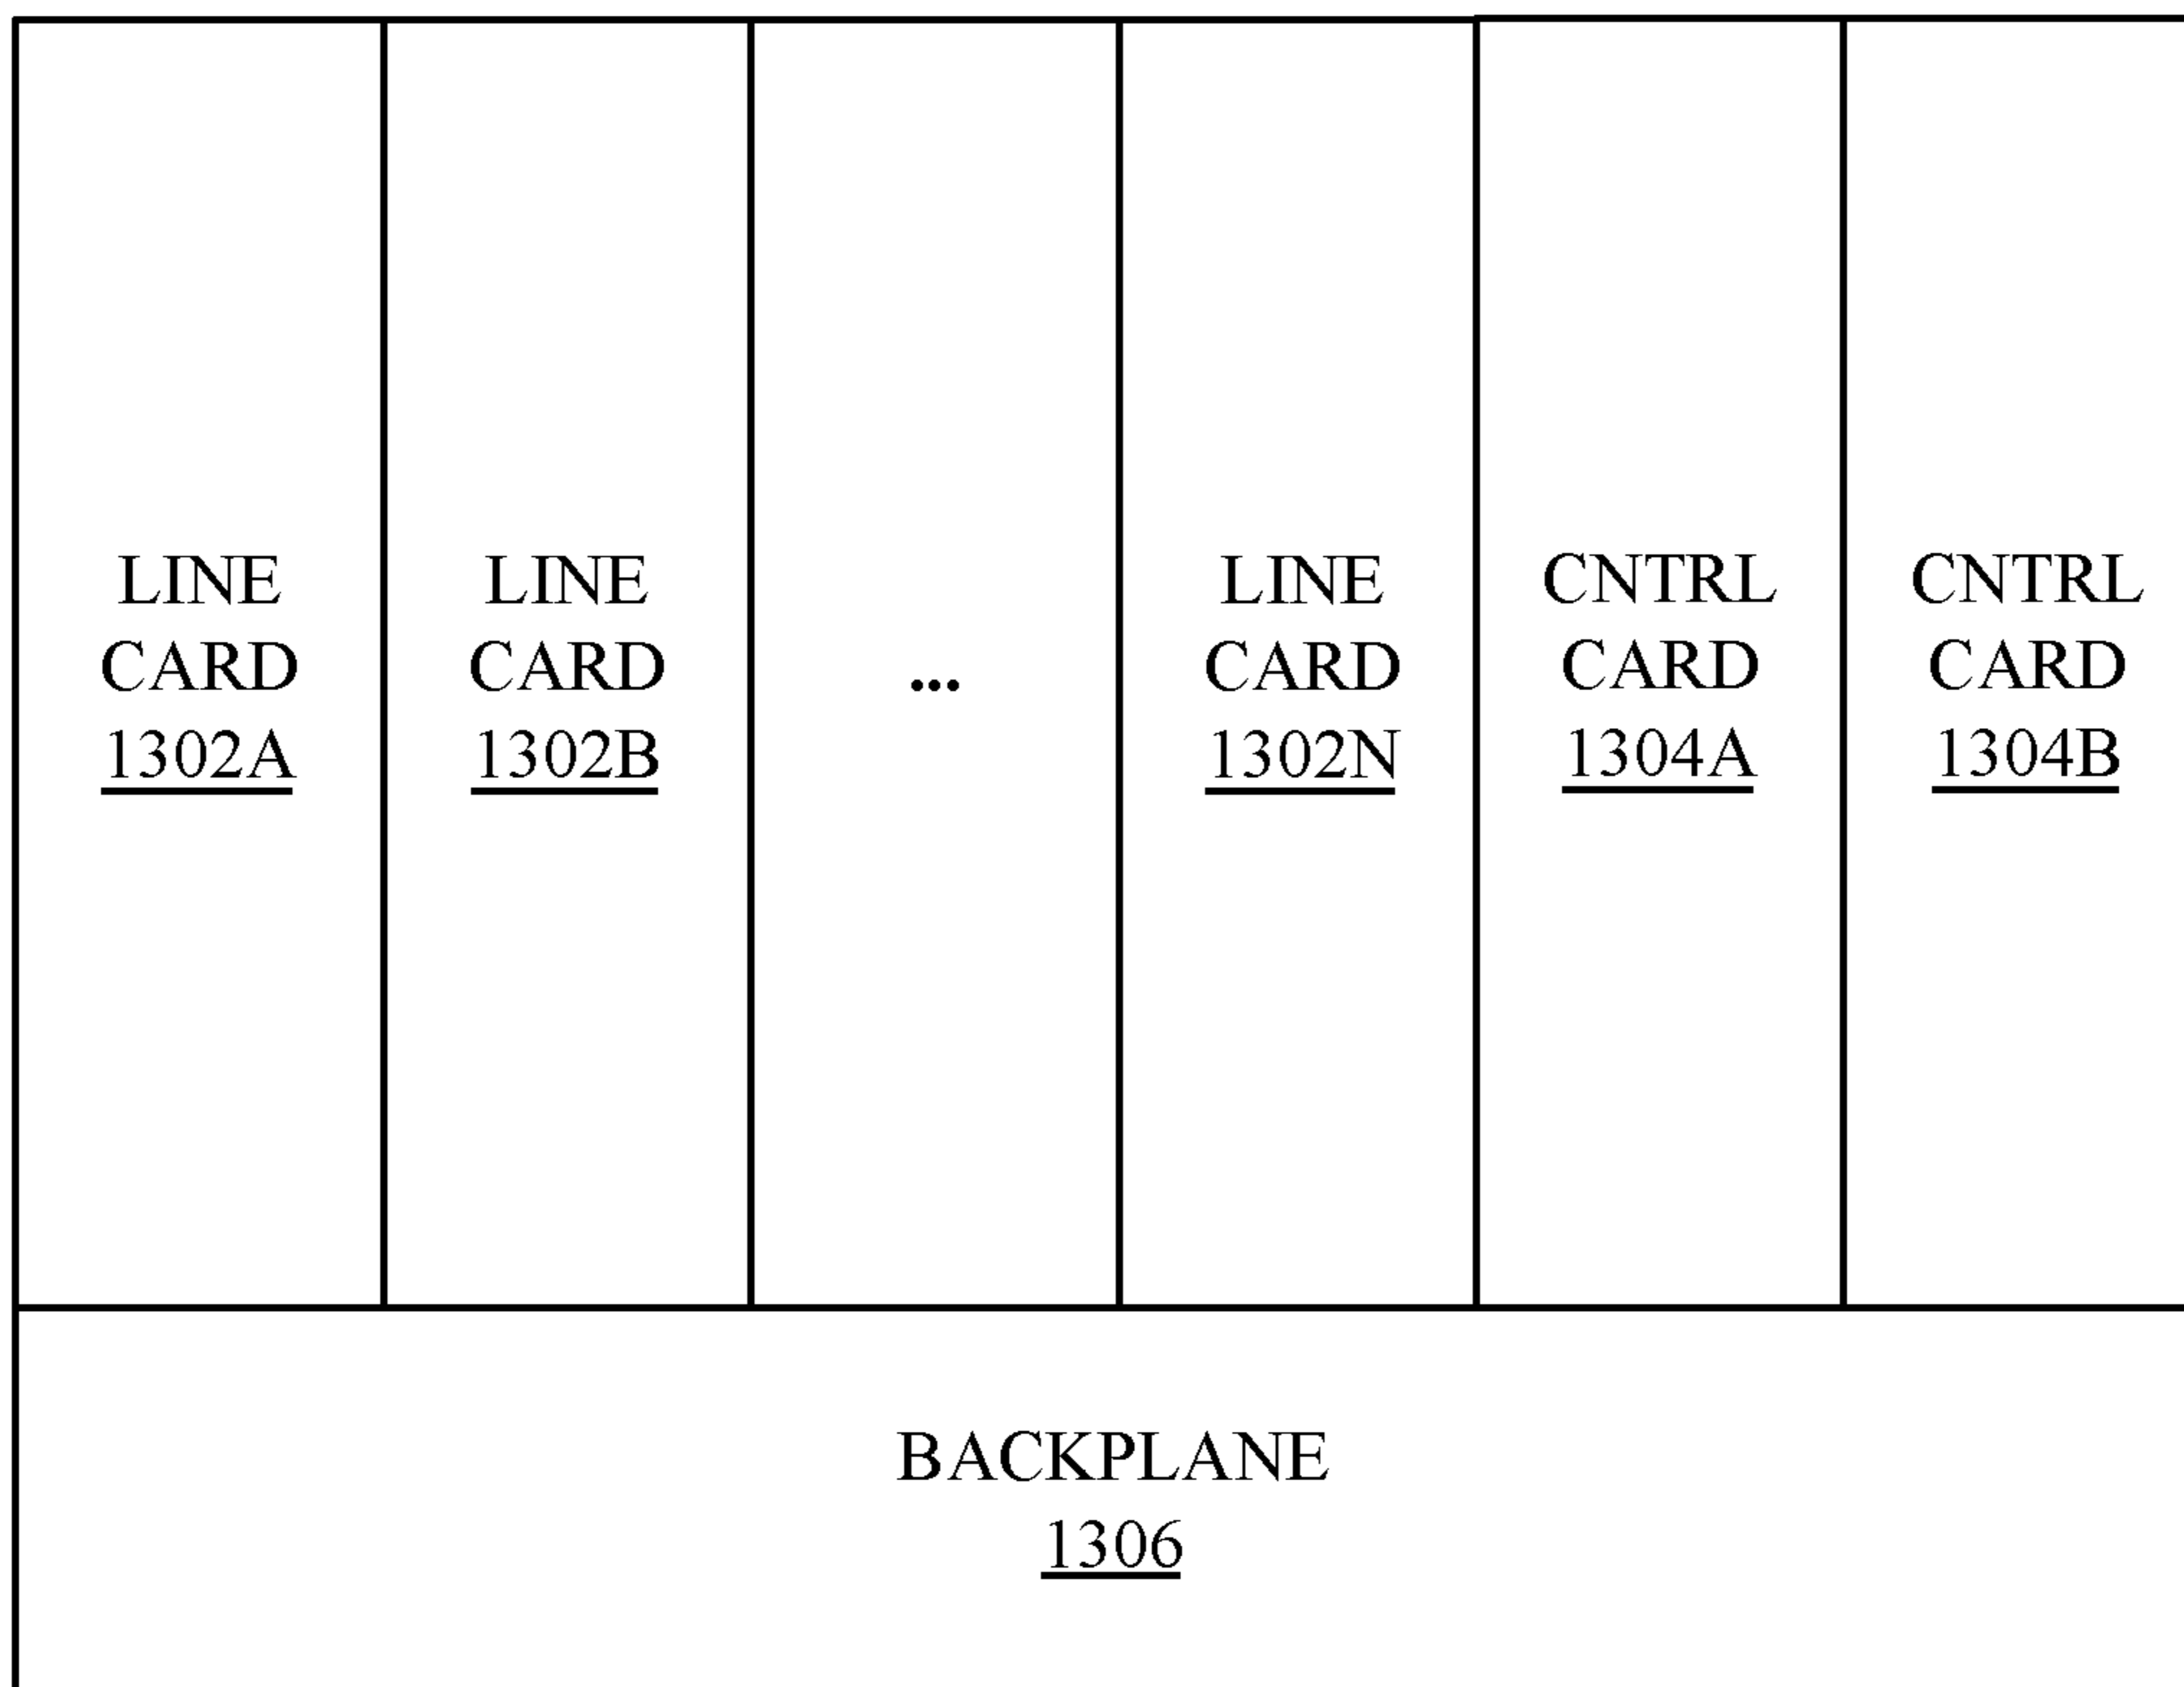 LINE
CARD
1302A
LINE
CARD
1302B
...
LINE
CARD
1302N
CNTRL
CARD
1304A
CNTRL
CARD
1304B
BACKPLANE
1306